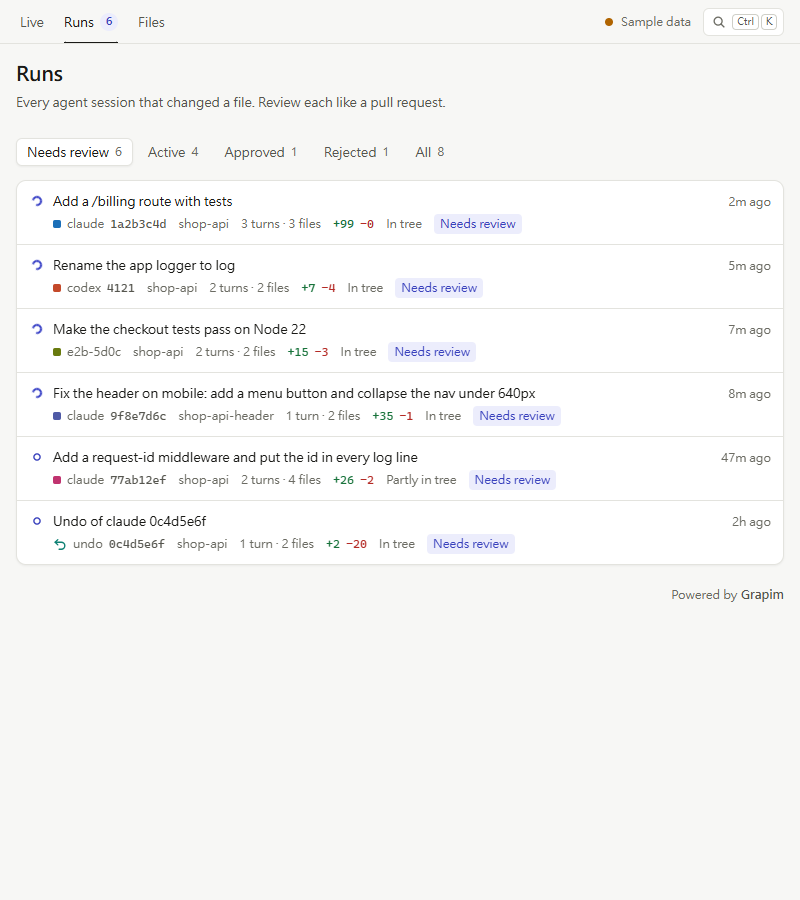 Live Runs 6 Files Sample data Ctrl K
Runs
Every agent session that changed a file. Review each like a pull request.
Needs review 6 Active 4 Approved 1 Rejected 1 All 8
Add a /billing route with tests 2m ago
claude 1a2b3c4d shop-api 3 turns · 3 files +99 −0 In tree Needs review
Rename the app logger to log 5m ago
codex 4121 shop-api 2 turns · 2 files +7 −4 In tree Needs review
Make the checkout tests pass on Node 22 7m ago
e2b-5d0c shop-api 2 turns · 2 files +15 −3 In tree Needs review
Fix the header on mobile: add a menu button and collapse the nav under 640px 8m ago
claude 9f8e7d6c shop-api-header 1 turn · 2 files +35 −1 In tree Needs review
Add a request-id middleware and put the id in every log line 47m ago
claude 77ab12ef shop-api 2 turns · 4 files +26 −2 Partly in tree Needs review
Undo of claude 0c4d5e6f 2h ago
undo 0c4d5e6f shop-api 1 turn · 2 files +2 −20 In tree Needs review
Powered by Grapim